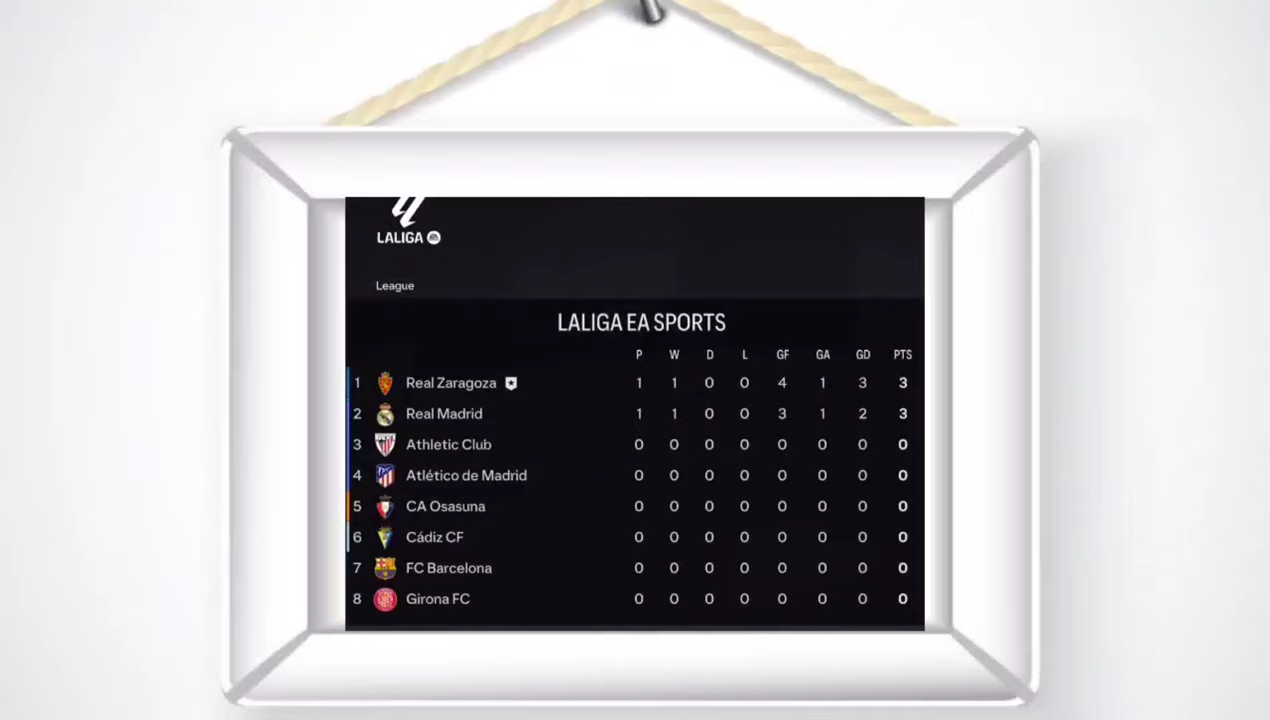 LALIGA EA
League
LALIGA EA SPORTS
P W D L GF GA GD PTS
1 Real Zaragoza 1 1 0 0 4 1 3 3
2 Real Madrid 1 1 0 0 3 1 2 3
3 Athletic Club 0 0 0 0 0 0 0 0
4 Atlético de Madrid 0 0 0 0 0 0 0 0
5 CA Osasuna 0 0 0 0 0 0 0 0
6 Cádiz CF 0 0 0 0 0 0 0 0
7 FC Barcelona 0 0 0 0 0 0 0 0
8 Girona FC 0 0 0 0 0 0 0 0